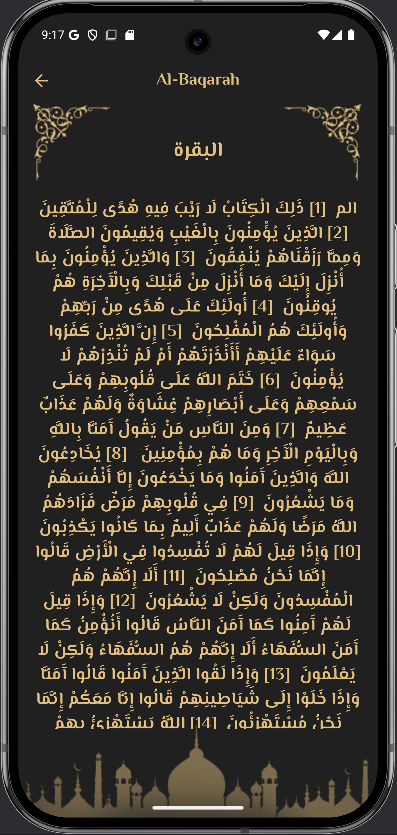 9:17
Al-Baqarah
البقرة
الم [1] ذَلِكَ الْكِتَابُ لَا رَيْبَ فِيهِ هُدًى لِلْمُتَّقِينَ
[2] الَّذِينَ يُؤْمِنُونَ بِالْغَيْبِ وَيُقِيمُونَ الصَّلَاةَ
وَمِمَّا رَزَقْنَاهُمْ يُنْفِقُونَ [3] وَالَّذِينَ يُؤْمِنُونَ بِمَا
أُنْزِلَ إِلَيْكَ وَمَا أُنْزِلَ مِنْ قَبْلِكَ وَبِالْآخِرَةِ هُمْ
يُوقِنُونَ [4] أُولَئِكَ عَلَى هُدًى مِنْ رَبِّهِمْ
وَأُولَئِكَ هُمُ الْمُفْلِحُونَ [5] إِنَّ الَّذِينَ كَفَرُوا
سَوَاءٌ عَلَيْهِمْ أَأَنْذَرْتَهُمْ أَمْ لَمْ تُنْذِرْهُمْ لَا
يُؤْمِنُونَ [6] خَتَمَ اللَّهُ عَلَى قُلُوبِهِمْ وَعَلَى
سَمْعِهِمْ وَعَلَى أَبْصَارِهِمْ غِشَاوَةٌ وَلَهُمْ عَذَابٌ
عَظِيمٌ [7] وَمِنَ النَّاسِ مَنْ يَقُولُ آمَنَّا بِاللَّهِ
وَبِالْيَوْمِ الْآخِرِ وَمَا هُمْ بِمُؤْمِنِينَ [8] يُخَادِعُونَ
اللَّهَ وَالَّذِينَ آمَنُوا وَمَا يَخْدَعُونَ إِلَّا أَنْفُسَهُمْ
وَمَا يَشْعُرُونَ [9] فِي قُلُوبِهِمْ مَرَضٌ فَزَادَهُمُ
اللَّهُ مَرَضًا وَلَهُمْ عَذَابٌ أَلِيمٌ بِمَا كَانُوا يَكْذِبُونَ
[10] وَإِذَا قِيلَ لَهُمْ لَا تُفْسِدُوا فِي الْأَرْضِ قَالُوا
إِنَّمَا نَحْنُ مُصْلِحُونَ [11] أَلَا إِنَّهُمْ هُمُ
الْمُفْسِدُونَ وَلَكِنْ لَا يَشْعُرُونَ [12] وَإِذَا قِيلَ
لَهُمْ آمِنُوا كَمَا آمَنَ النَّاسُ قَالُوا أَنُؤْمِنُ كَمَا
آمَنَ السُّفَهَاءُ أَلَا إِنَّهُمْ هُمُ السُّفَهَاءُ وَلَكِنْ لَا
يَعْلَمُونَ [13] وَإِذَا لَقُوا الَّذِينَ آمَنُوا قَالُوا آمَنَّا
وَإِذَا خَلَوْا إِلَى شَيَاطِينِهِمْ قَالُوا إِنَّا مَعَكُمْ إِنَّمَا
نَحْنُ مُسْتَهْزِئُونَ [14] اللَّهُ يَسْتَهْزِئُ بِهِمْ